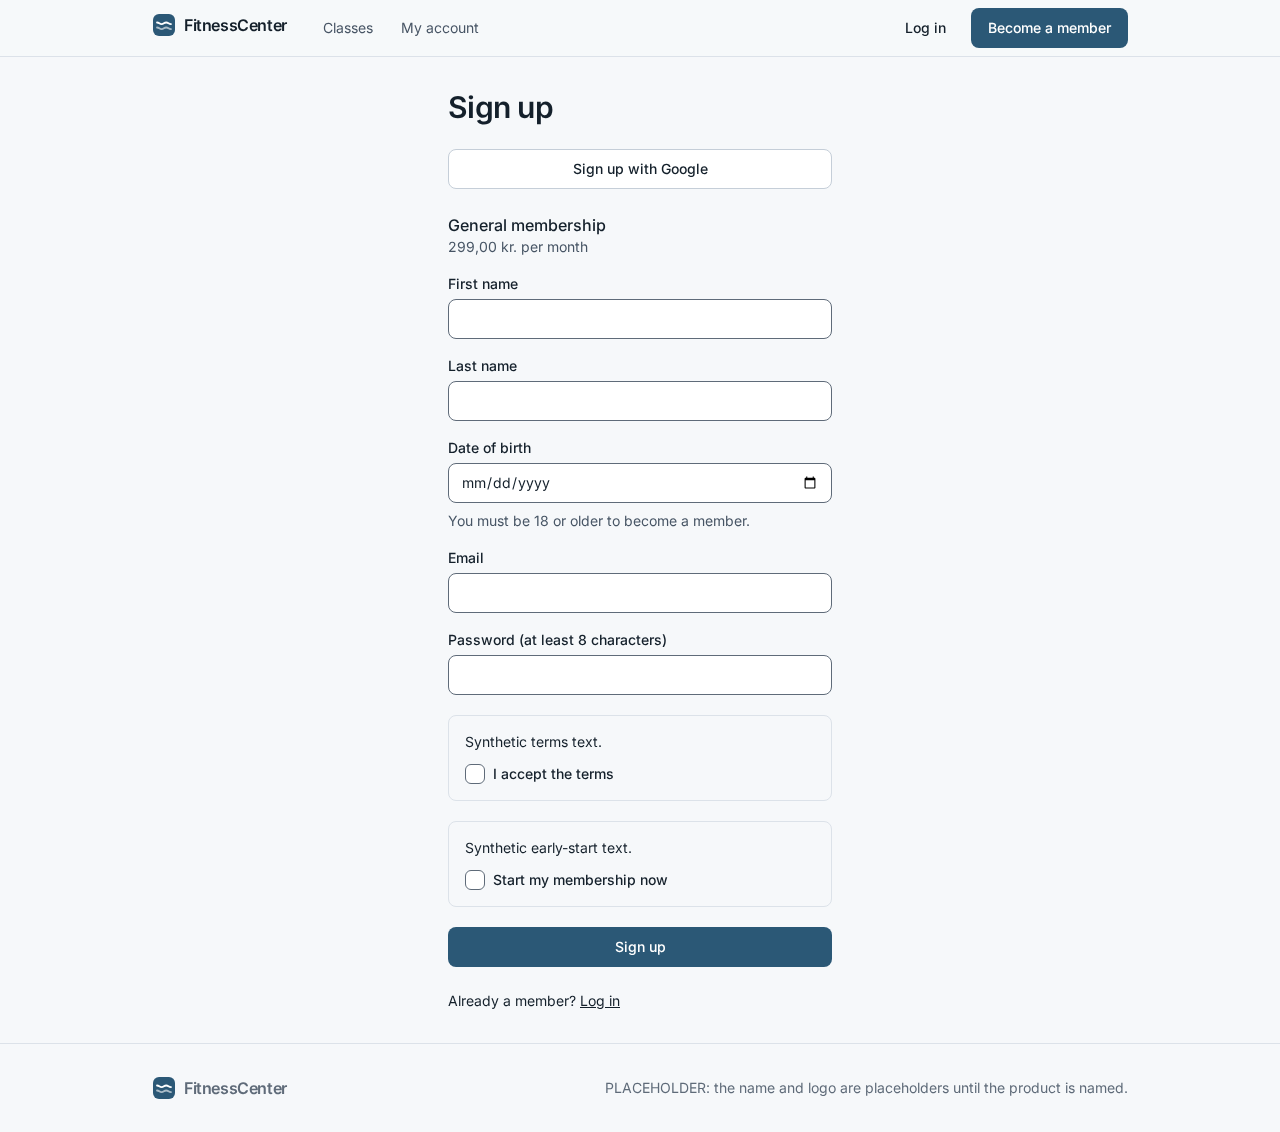 FitnessCenter
Classes
My account
Log in
Become a member
Sign up
Sign up with Google
General membership
299,00 kr. per month
First name
Last name
Date of birth
mm/dd/yyyy
You must be 18 or older to become a member.
Email
Password (at least 8 characters)
Synthetic terms text.
I accept the terms
Synthetic early-start text.
Start my membership now
Sign up
Already a member? Log in
FitnessCenter
PLACEHOLDER: the name and logo are placeholders until the product is named.